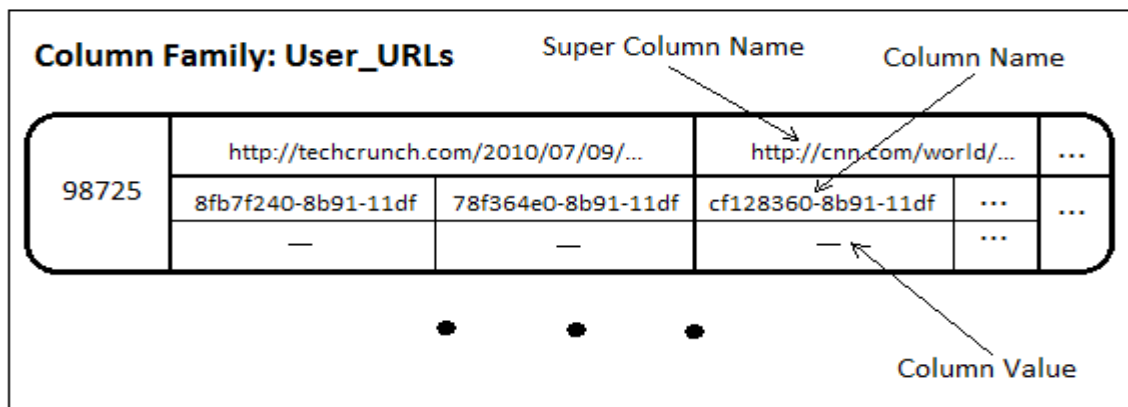 Super Column Name
Column Name
Column Family: User_URLs
98725
http://techcrunch.com/2010/07/09/...
http://cnn.com/world/...
...
8fb7f240-8b91-11df
78f364e0-8b91-11df
cf128360-8b91-11df
...
...
—
—
—
...
Column Value